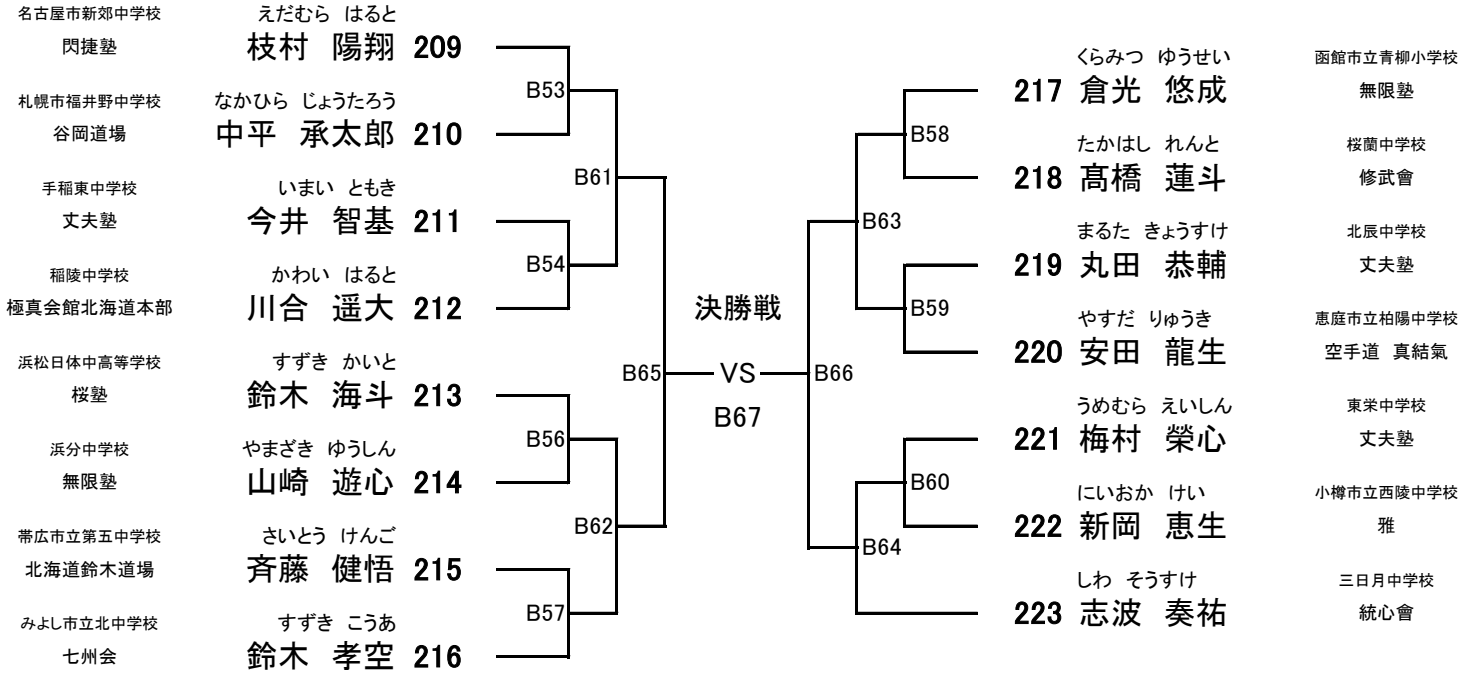 名古屋市新郊中学校
閃捷塾
えだむら はると
枝村 陽翔 209
札幌市福井野中学校
谷岡道場
なかひら じょうたろう
中平 承太郎 210
手稲東中学校
丈夫塾
いまい ともき
今井 智基 211
稲陵中学校
極真会館北海道本部
かわい はると
川合 遥大 212
浜松日体中高等学校
桜塾
すずき かいと
鈴木 海斗 213
浜分中学校
無限塾
やまざき ゆうしん
山崎 遊心 214
帯広市立第五中学校
北海道鈴木道場
さいとう けんご
斉藤 健悟 215
みよし市立北中学校
七州会
すずき こうあ
鈴木 孝空 216
B53
B54
B56
B57
B61
B62
B65
決勝戦
VS
B67
B66
B63
B64
B58
B59
B60
くらみつ ゆうせい
217 倉光 悠成
函館市立青柳小学校
無限塾
たかはし れんと
218 髙橋 蓮斗
桜蘭中学校
修武會
まるた きょうすけ
219 丸田 恭輔
北辰中学校
丈夫塾
やすだ りゅうき
220 安田 龍生
恵庭市立柏陽中学校
空手道 真結氣
うめむら えいしん
221 梅村 榮心
東栄中学校
丈夫塾
にいおか けい
222 新岡 恵生
小樽市立西陵中学校
雅
しわ そうすけ
223 志波 奏祐
三日月中学校
統心會